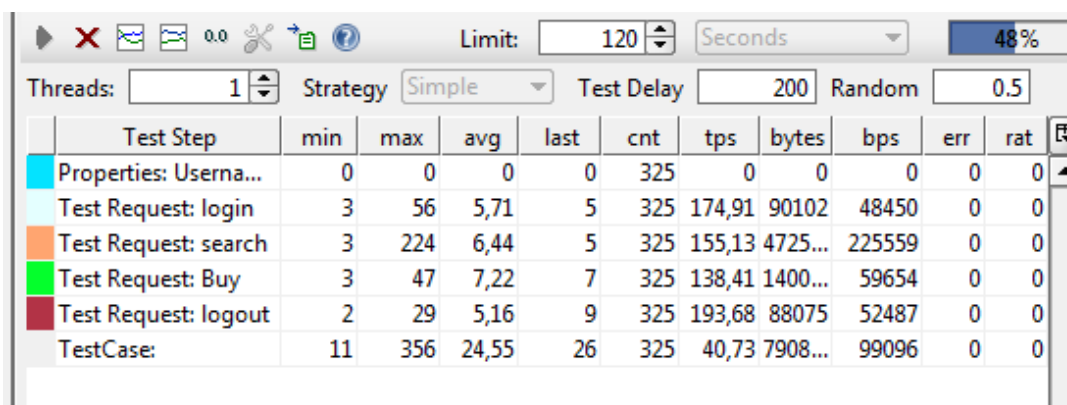 0.0 Limit: 120 Seconds 48%
Threads: 1 Strategy Simple Test Delay 200 Random 0.5
Test Step min max avg last cnt tps bytes bps err rat
Properties: Userna... 0 0 0 0 325 0 0 0 0 0
Test Request: login 3 56 5,71 5 325 174,91 90102 48450 0 0
Test Request: search 3 224 6,44 5 325 155,13 4725... 225559 0 0
Test Request: Buy 3 47 7,22 7 325 138,41 1400... 59654 0 0
Test Request: logout 2 29 5,16 9 325 193,68 88075 52487 0 0
TestCase: 11 356 24,55 26 325 40,73 7908... 99096 0 0